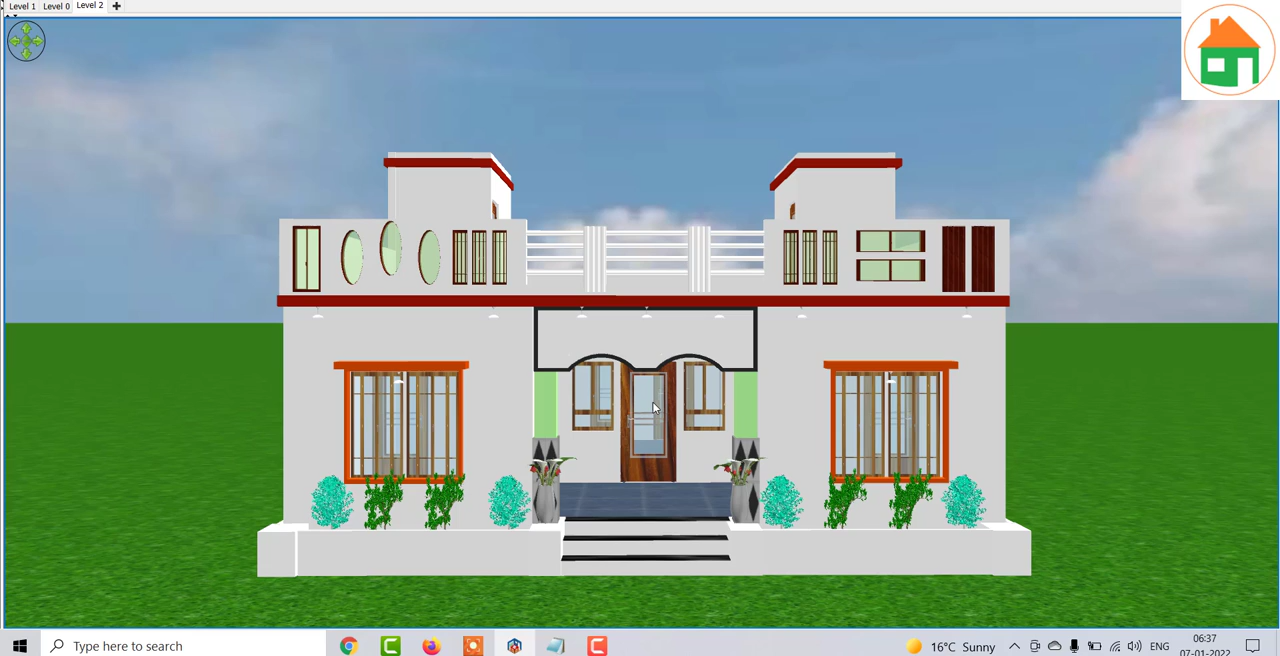 Level 1 Level 0 Level 2
Type here to search
16°C Sunny
ENG
06:37
07-01-2022